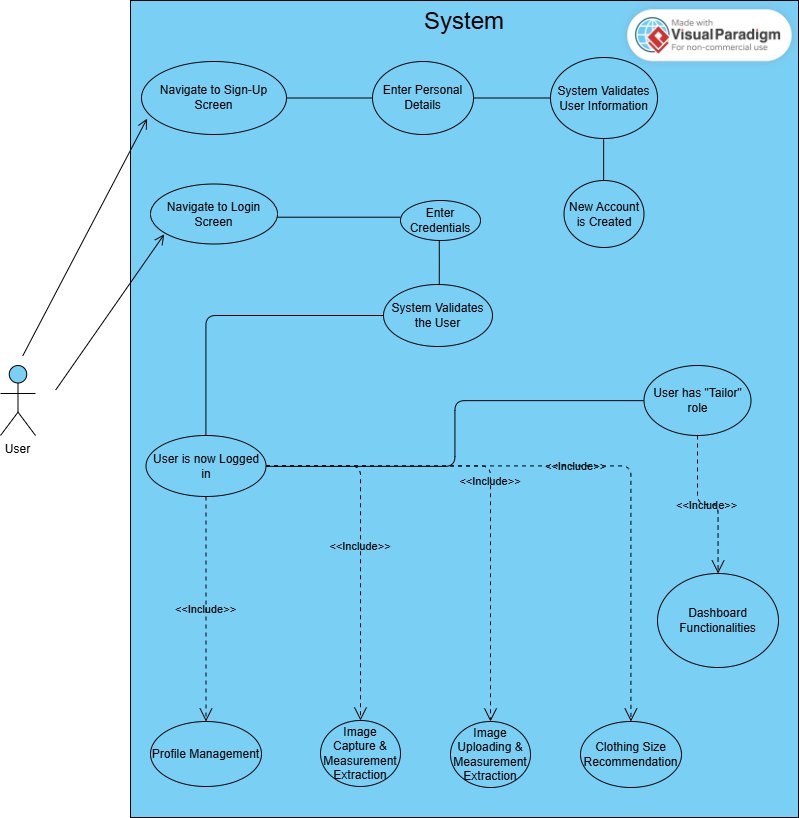 System
Made with
Visual Paradigm
For non-commercial use
Navigate to Sign-Up
Screen
Enter Personal
Details
System Validates
User Information
Navigate to Login
Screen
Enter
Credentials
New Account
is Created
System Validates
the User
User
User has "Tailor"
role
User is now Logged
in
<<Include>>
<<Include>>
<<Include>>
<<Include>>
<<Include>>
Dashboard
Functionalities
Profile Management
Image
Capture &
Measurement
Extraction
Image
Uploading &
Measurement
Extraction
Clothing Size
Recommendation